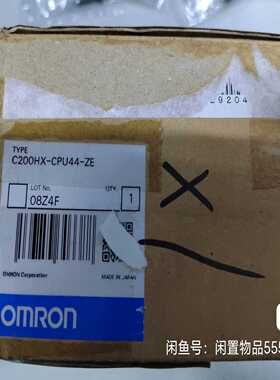 L9204
TYPE
C200HX-CPU44-ZE
LOT No.
QTY.
08Z4F
1
OMRON Corporation
MADE IN JAPAN
OMRON
闲鱼号：闲置物品555